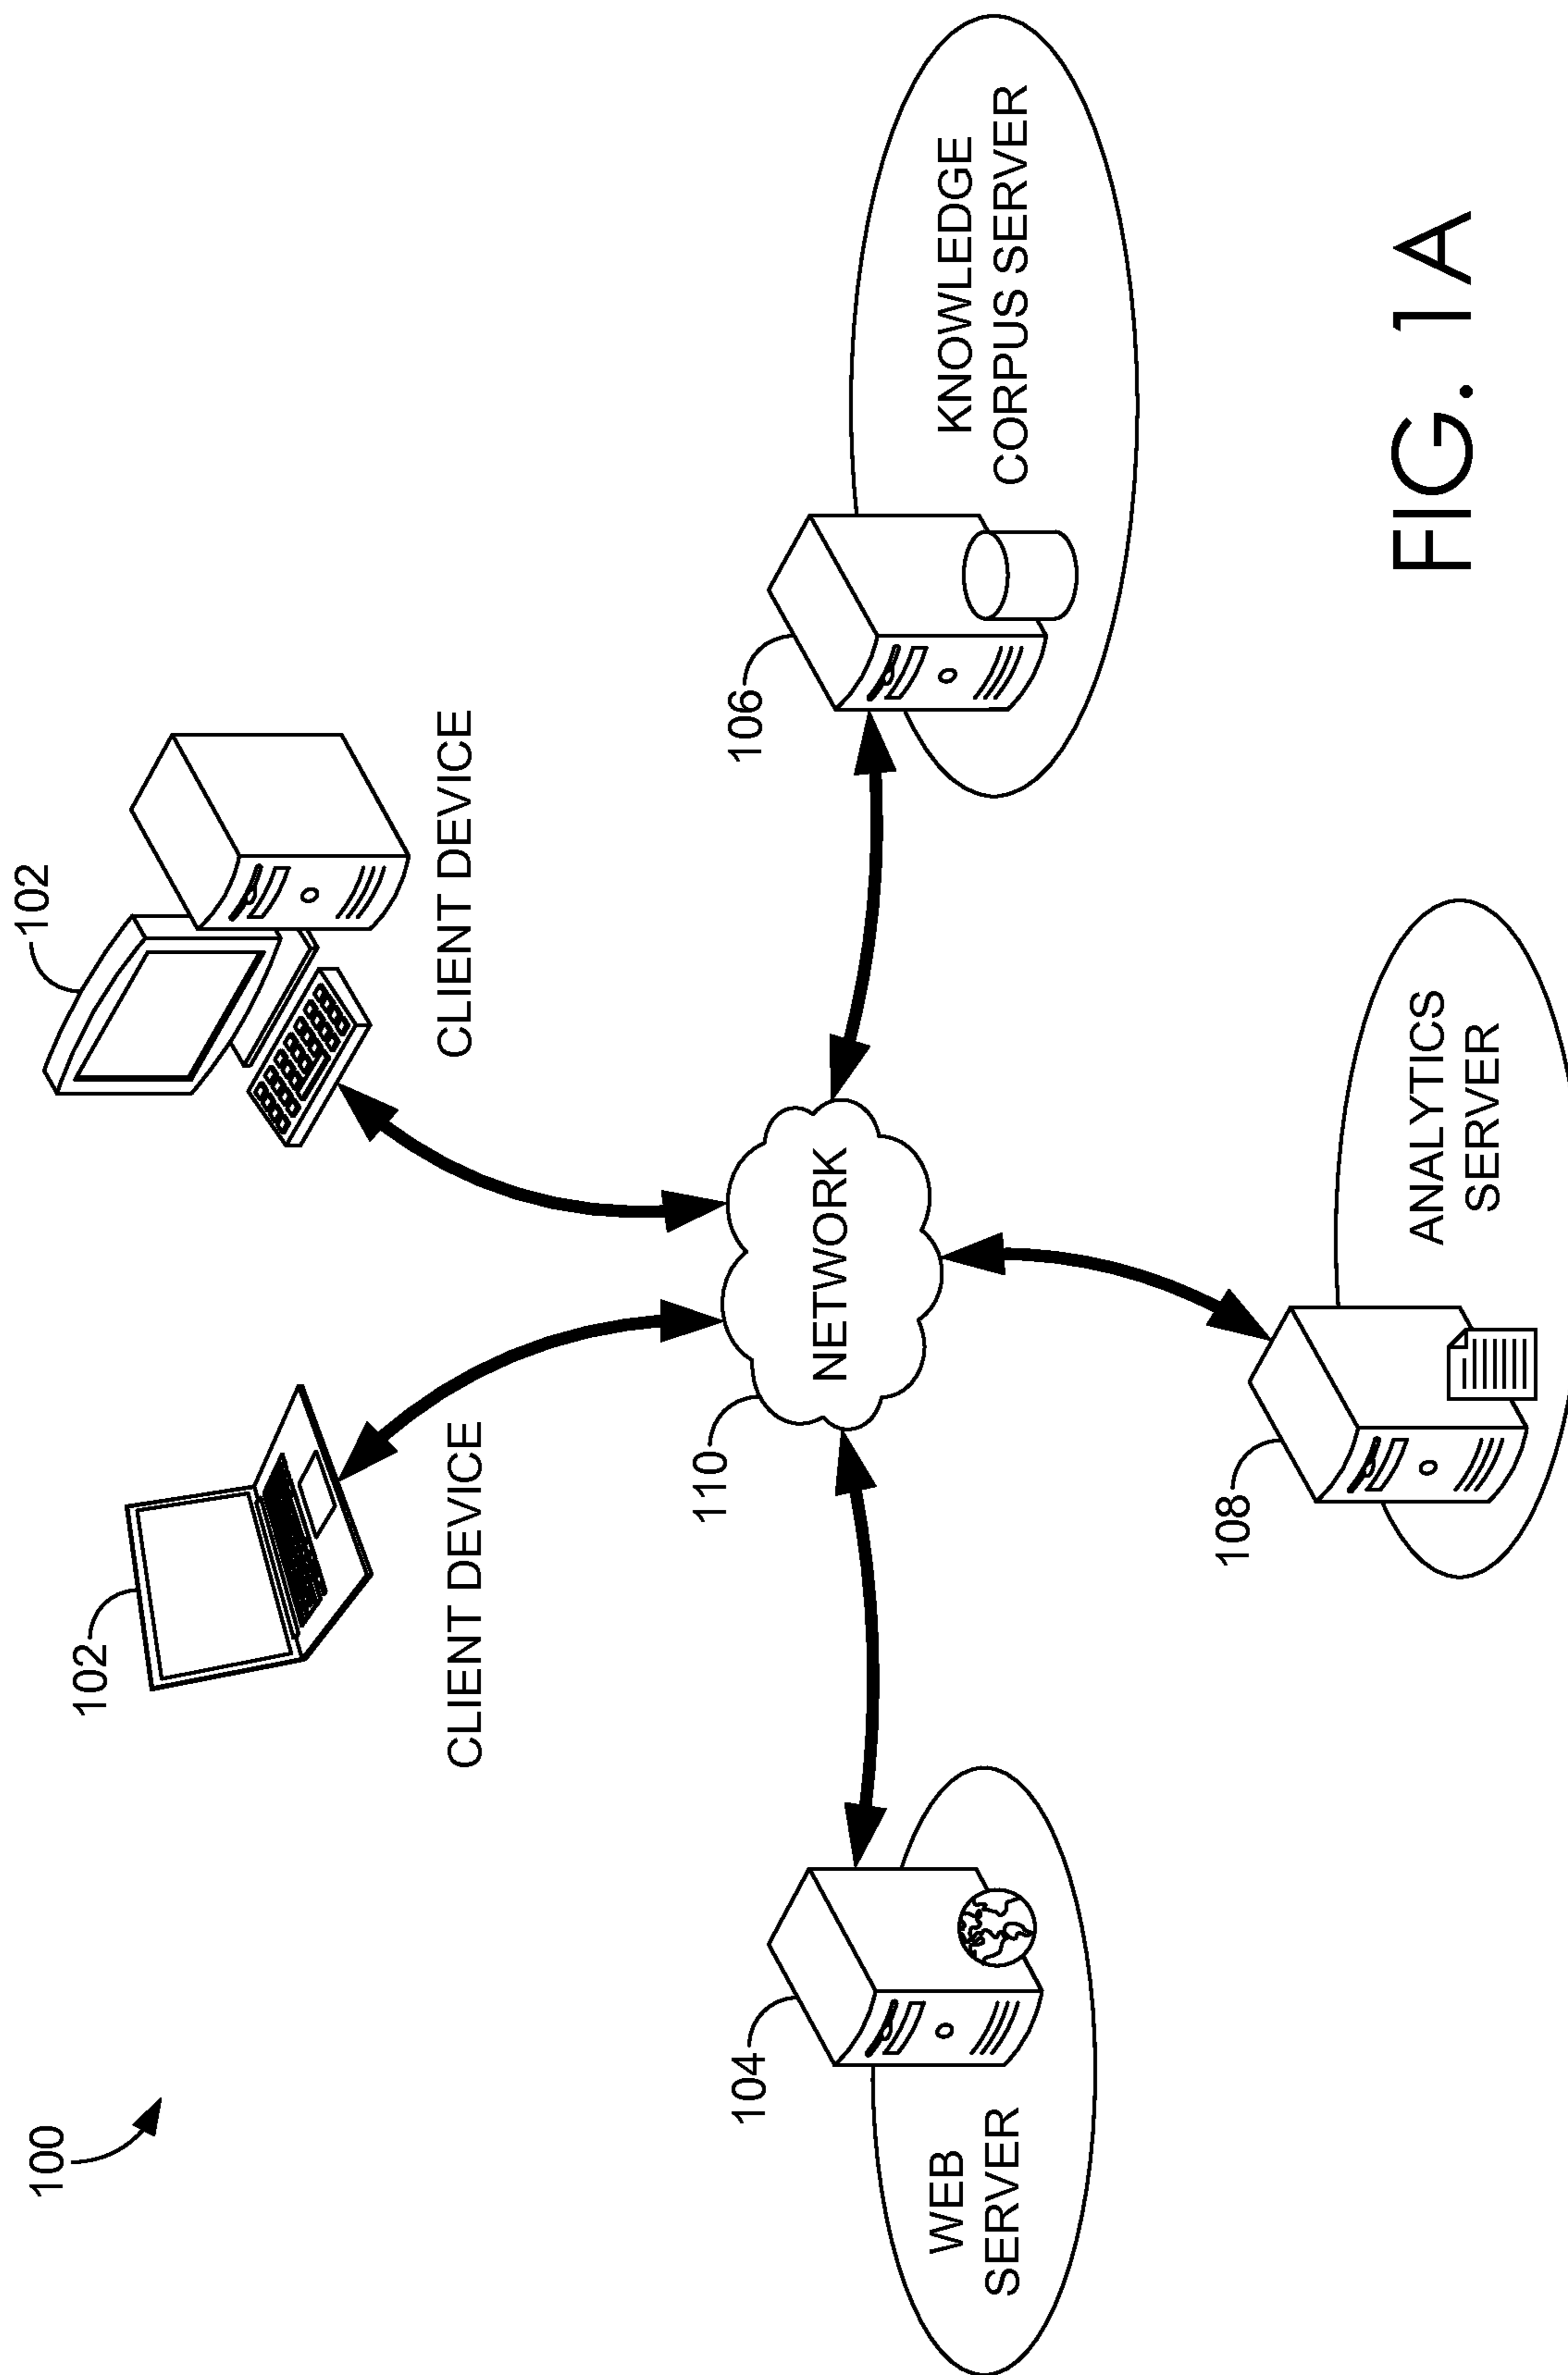 100
102
CLIENT DEVICE
102
CLIENT DEVICE
110
NETWORK
104
WEB
SERVER
106
KNOWLEDGE
CORPUS SERVER
108
ANALYTICS
SERVER
FIG. 1A